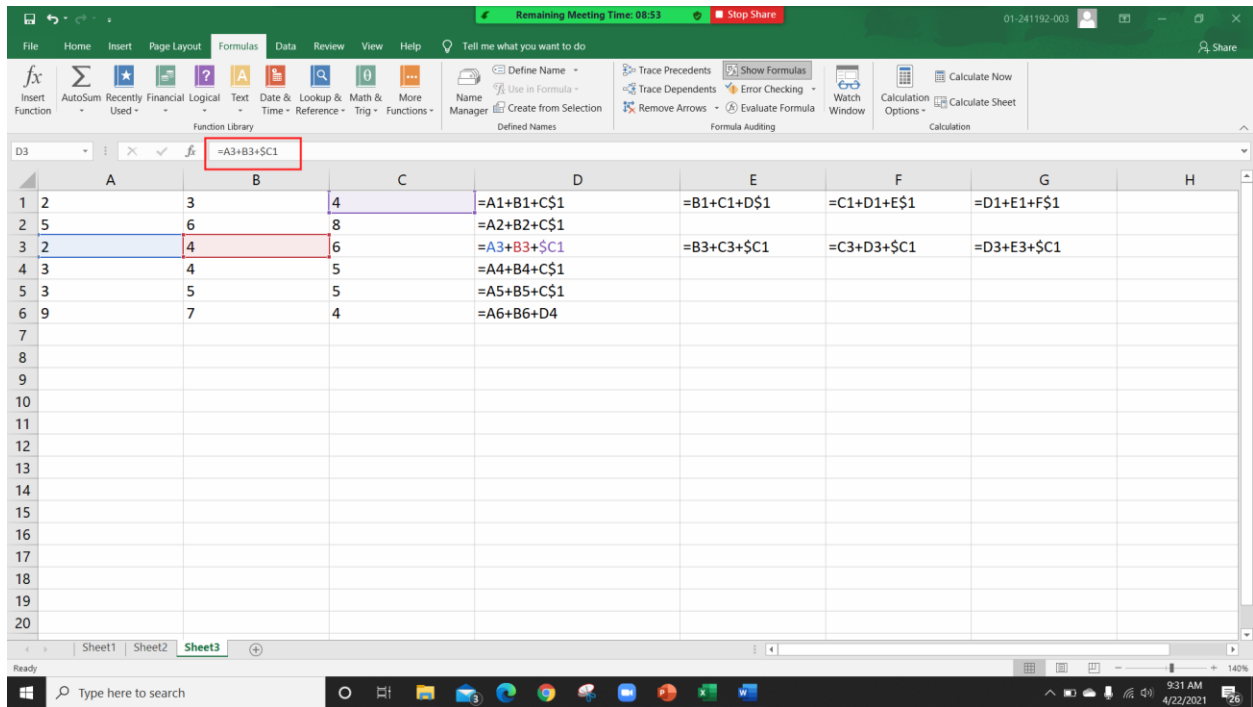 Remaining Meeting Time: 08:53 Stop Share 01-241192-003
File Home Insert Page Layout Formulas Data Review View Help Tell me what you want to do Share
fx Insert Function
Σ AutoSum Recently Used Financial Logical Text Date & Time Lookup & Reference Math & Trig More Functions
Function Library
Name Manager Define Name Use in Formula Create from Selection
Defined Names
Trace Precedents Trace Dependents Remove Arrows Show Formulas Error Checking Evaluate Formula
Formula Auditing
Watch Window
Calculation Options Calculate Now Calculate Sheet
Calculation
D3 fx =A3+B3+$C1
A B C D E F G H
1 2 3 4 =A1+B1+C$1 =B1+C1+D$1 =C1+D1+E$1 =D1+E1+F$1
2 5 6 8 =A2+B2+C$1
3 2 4 6 =A3+B3+$C1 =B3+C3+$C1 =C3+D3+$C1 =D3+E3+$C1
4 3 4 5 =A4+B4+C$1
5 3 5 5 =A5+B5+C$1
6 9 7 4 =A6+B6+D4
7
8
9
10
11
12
13
14
15
16
17
18
19
20
Sheet1 Sheet2 Sheet3
Ready 140%
Type here to search 9:31 AM
4/22/2021 26